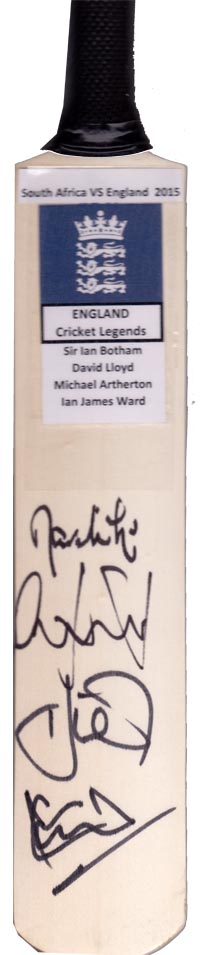 South Africa VS England 2015
ENGLAND
Cricket Legends
Sir Ian Botham
David Lloyd
Michael Artherton
Ian James Ward